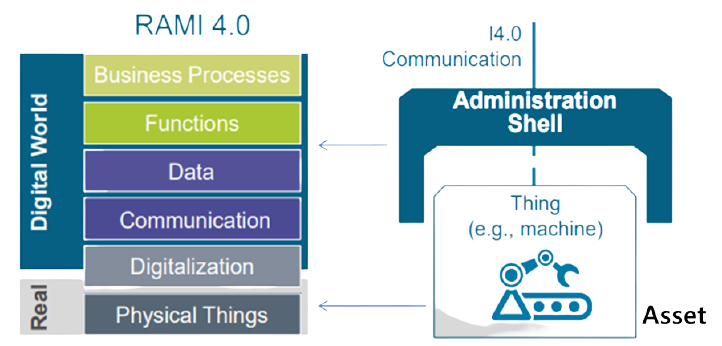 RAMI 4.0
Digital World
Business Processes
Functions
Data
Communication
Digitalization
Real
Physical Things
I4.0
Communication
Administration
Shell
Thing
(e.g., machine)
Asset